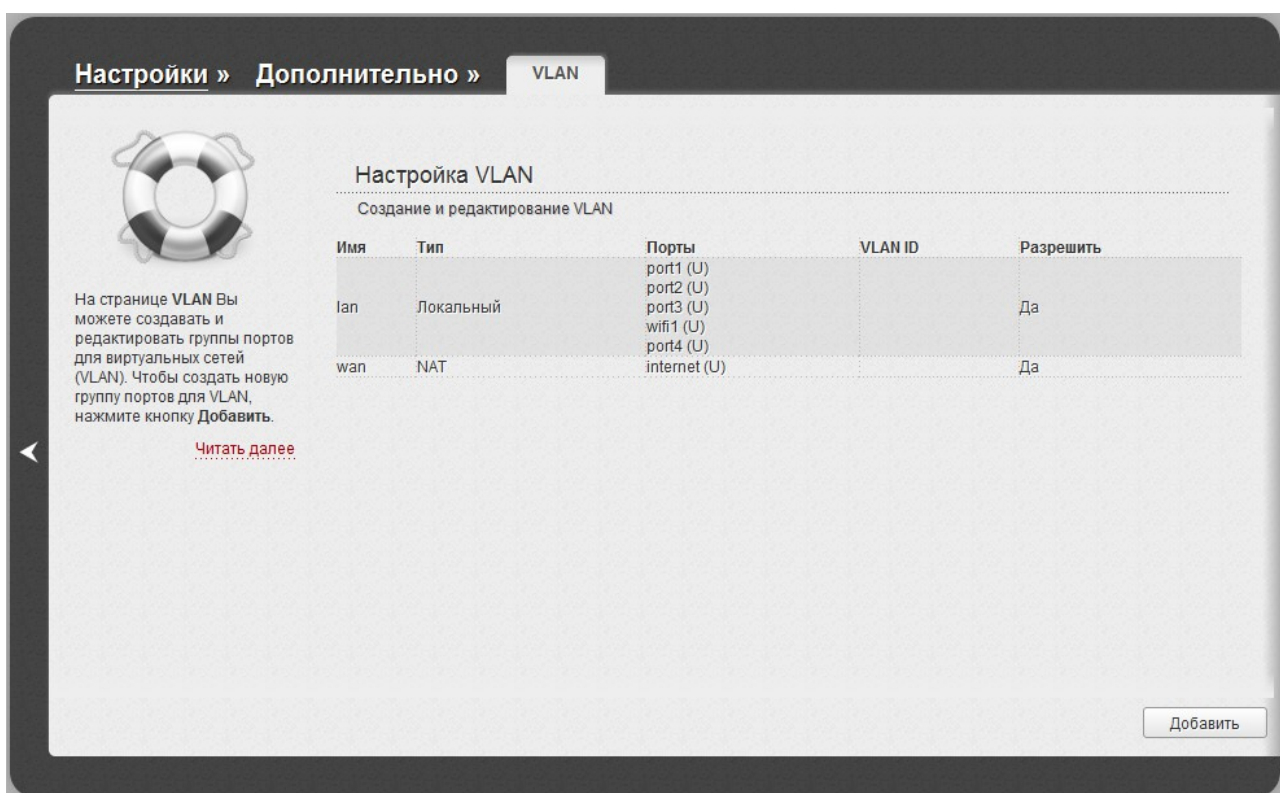 Настройки » Дополнительно » VLAN
На странице VLAN Вы
можете создавать и
редактировать группы портов
для виртуальных сетей
(VLAN). Чтобы создать новую
группу портов для VLAN,
нажмите кнопку Добавить.
Читать далее
Настройка VLAN
Создание и редактирование VLAN
Имя Тип Порты VLAN ID Разрешить
lan Локальный port1 (U) Да
port2 (U)
port3 (U)
wifi1 (U)
port4 (U)
wan NAT internet (U) Да
Добавить